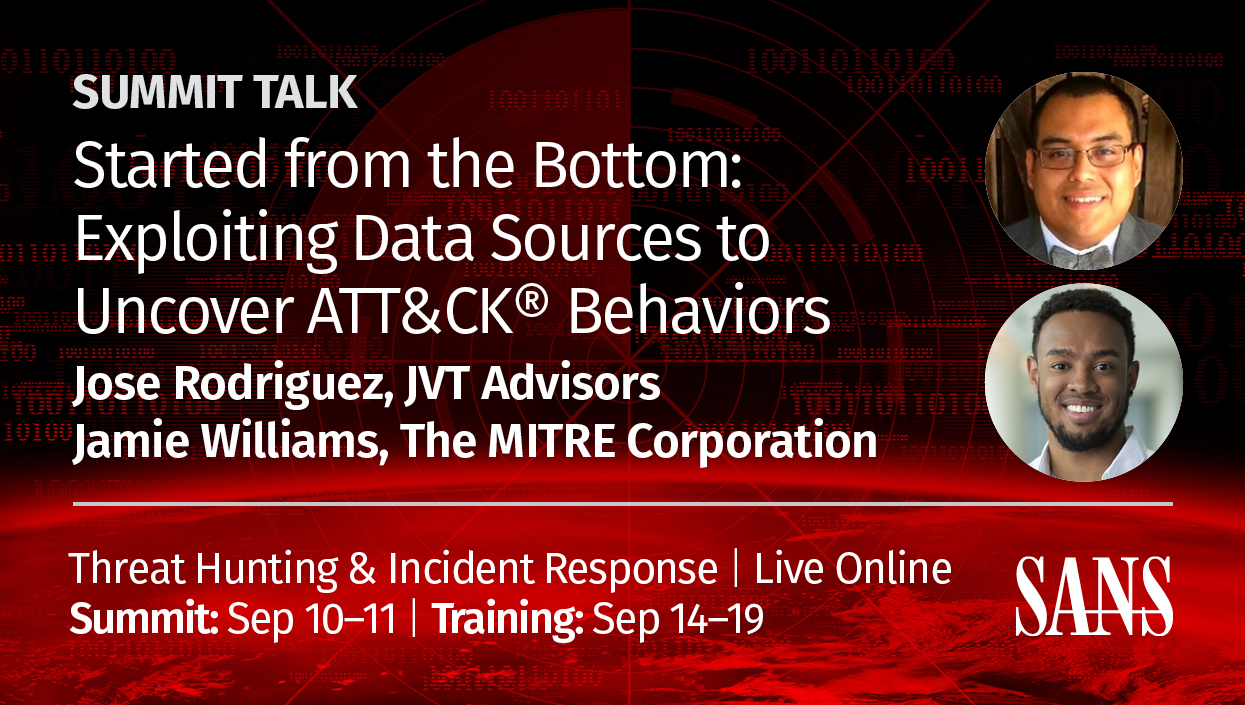 SUMMIT TALK
Started from the Bottom:
Exploiting Data Sources to
Uncover ATT&CK® Behaviors
Jose Rodriguez, JVT Advisors
Jamie Williams, The MITRE Corporation
Threat Hunting & Incident Response | Live Online
Summit: Sep 10–11 | Training: Sep 14–19
SANS